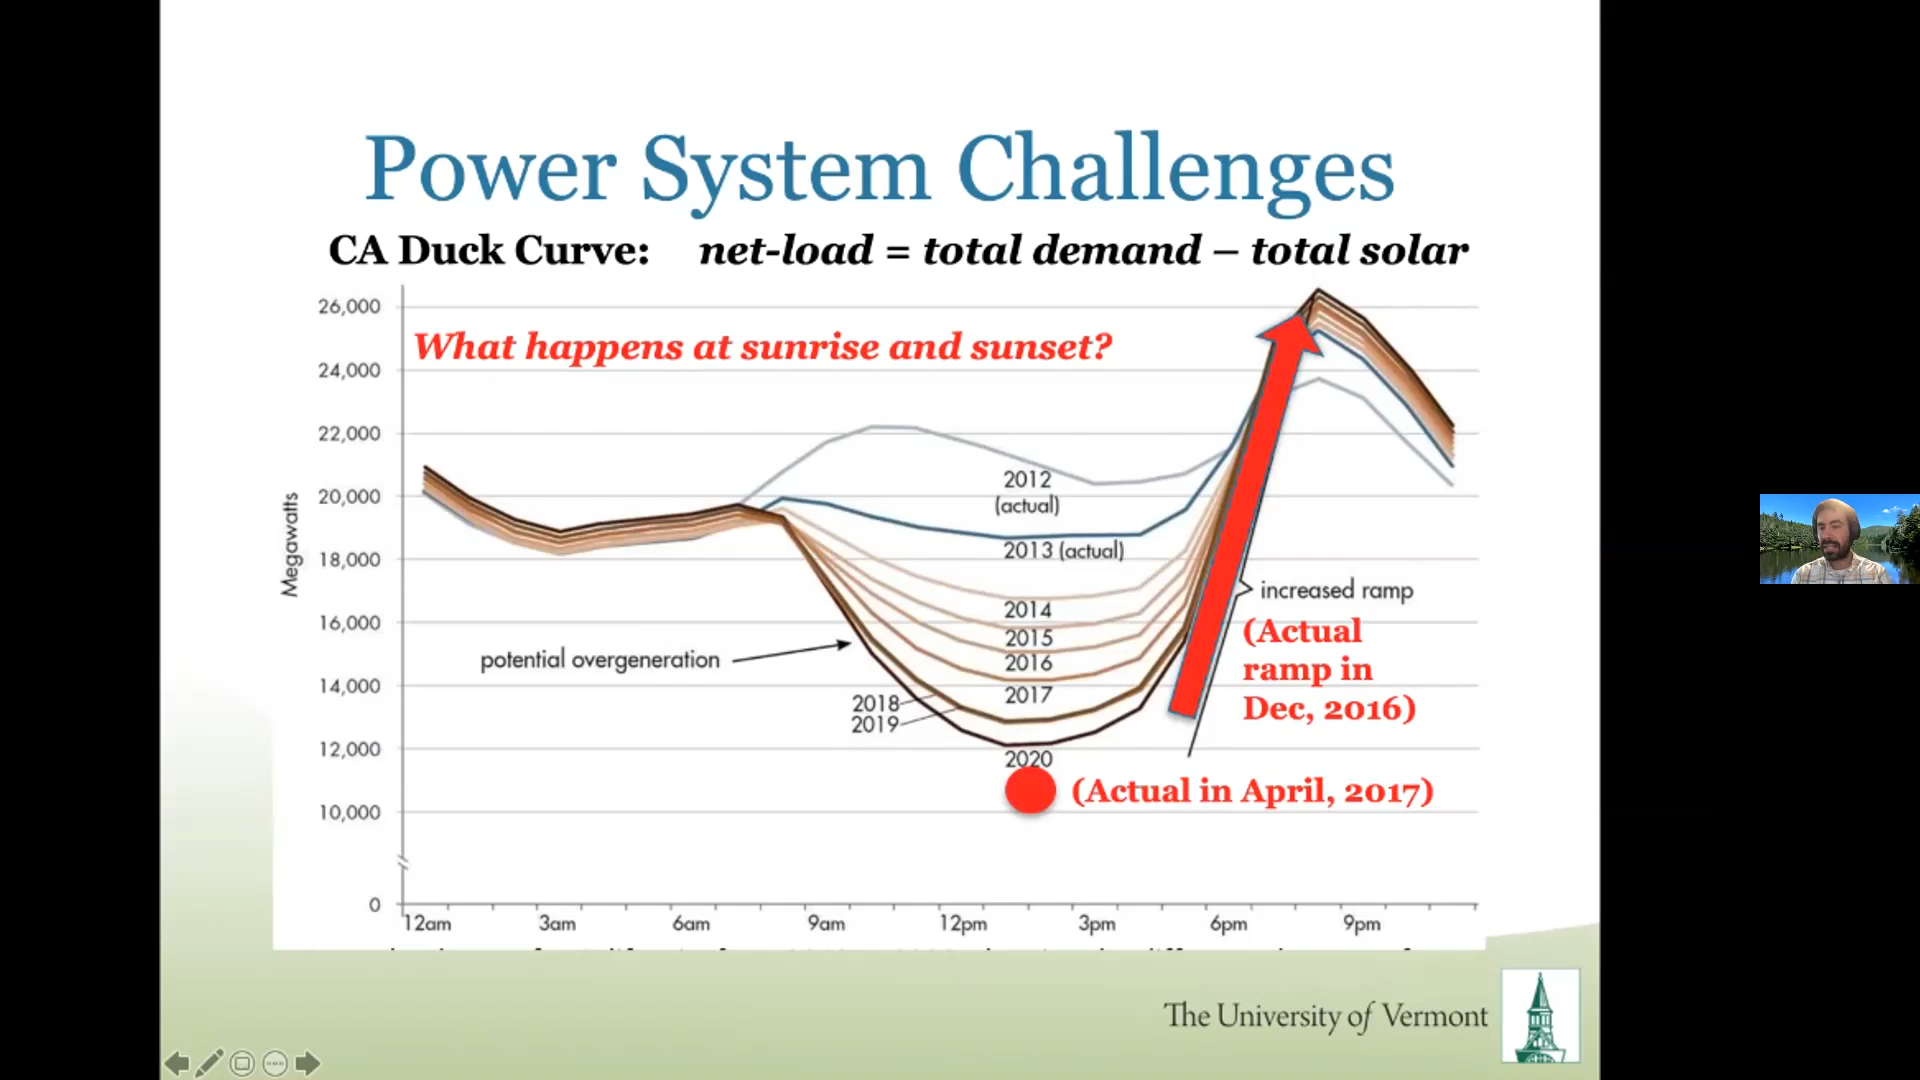 Power System Challenges
CA Duck Curve: net-load = total demand – total solar
26,000
What happens at sunrise and sunset?
24,000
22,000
20,000
2012
(actual)
2013 (actual)
Megawatts
18,000
increased ramp
16,000
2014
(Actual
ramp in
Dec, 2016)
2015
potential overgeneration
2016
14,000
2017
2018
2019
12,000
2020
(Actual in April, 2017)
10,000
0
12am 3am 6am 9am 12pm 3pm 6pm 9pm
The University of Vermont